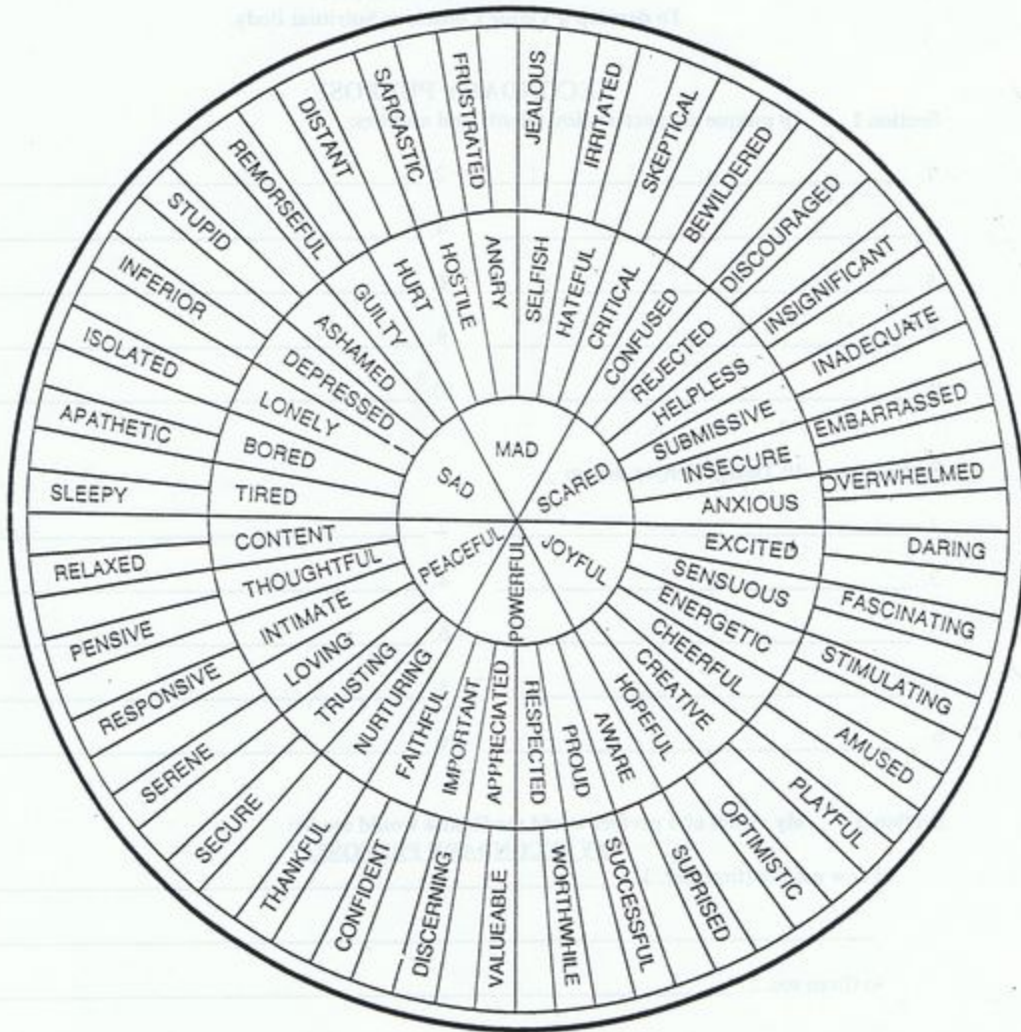 MAD
SCARED
JOYFUL
POWERFUL
PEACEFUL
SAD
ANGRY
SELFISH
HATEFUL
CRITICAL
CONFUSED
REJECTED
HELPLESS
SUBMISSIVE
INSECURE
ANXIOUS
EXCITED
SENSUOUS
ENERGETIC
CHEERFUL
CREATIVE
HOPEFUL
AWARE
PROUD
RESPECTED
APPRECIATED
IMPORTANT
FAITHFUL
NURTURING
TRUSTING
LOVING
INTIMATE
THOUGHTFUL
CONTENT
TIRED
BORED
LONELY
DEPRESSED
ASHAMED
GUILTY
HURT
HOSTILE
FRUSTRATED
JEALOUS
IRRITATED
SKEPTICAL
BEWILDERED
DISCOURAGED
INSIGNIFICANT
INADEQUATE
EMBARRASSED
OVERWHELMED
DARING
FASCINATING
STIMULATING
AMUSED
PLAYFUL
OPTIMISTIC
SUPRISED
SUCCESSFUL
WORTHWHILE
VALUEABLE
DISCERNING
CONFIDENT
THANKFUL
SECURE
SERENE
RESPONSIVE
PENSIVE
RELAXED
SLEEPY
APATHETIC
ISOLATED
INFERIOR
STUPID
REMORSEFUL
DISTANT
SARCASTIC